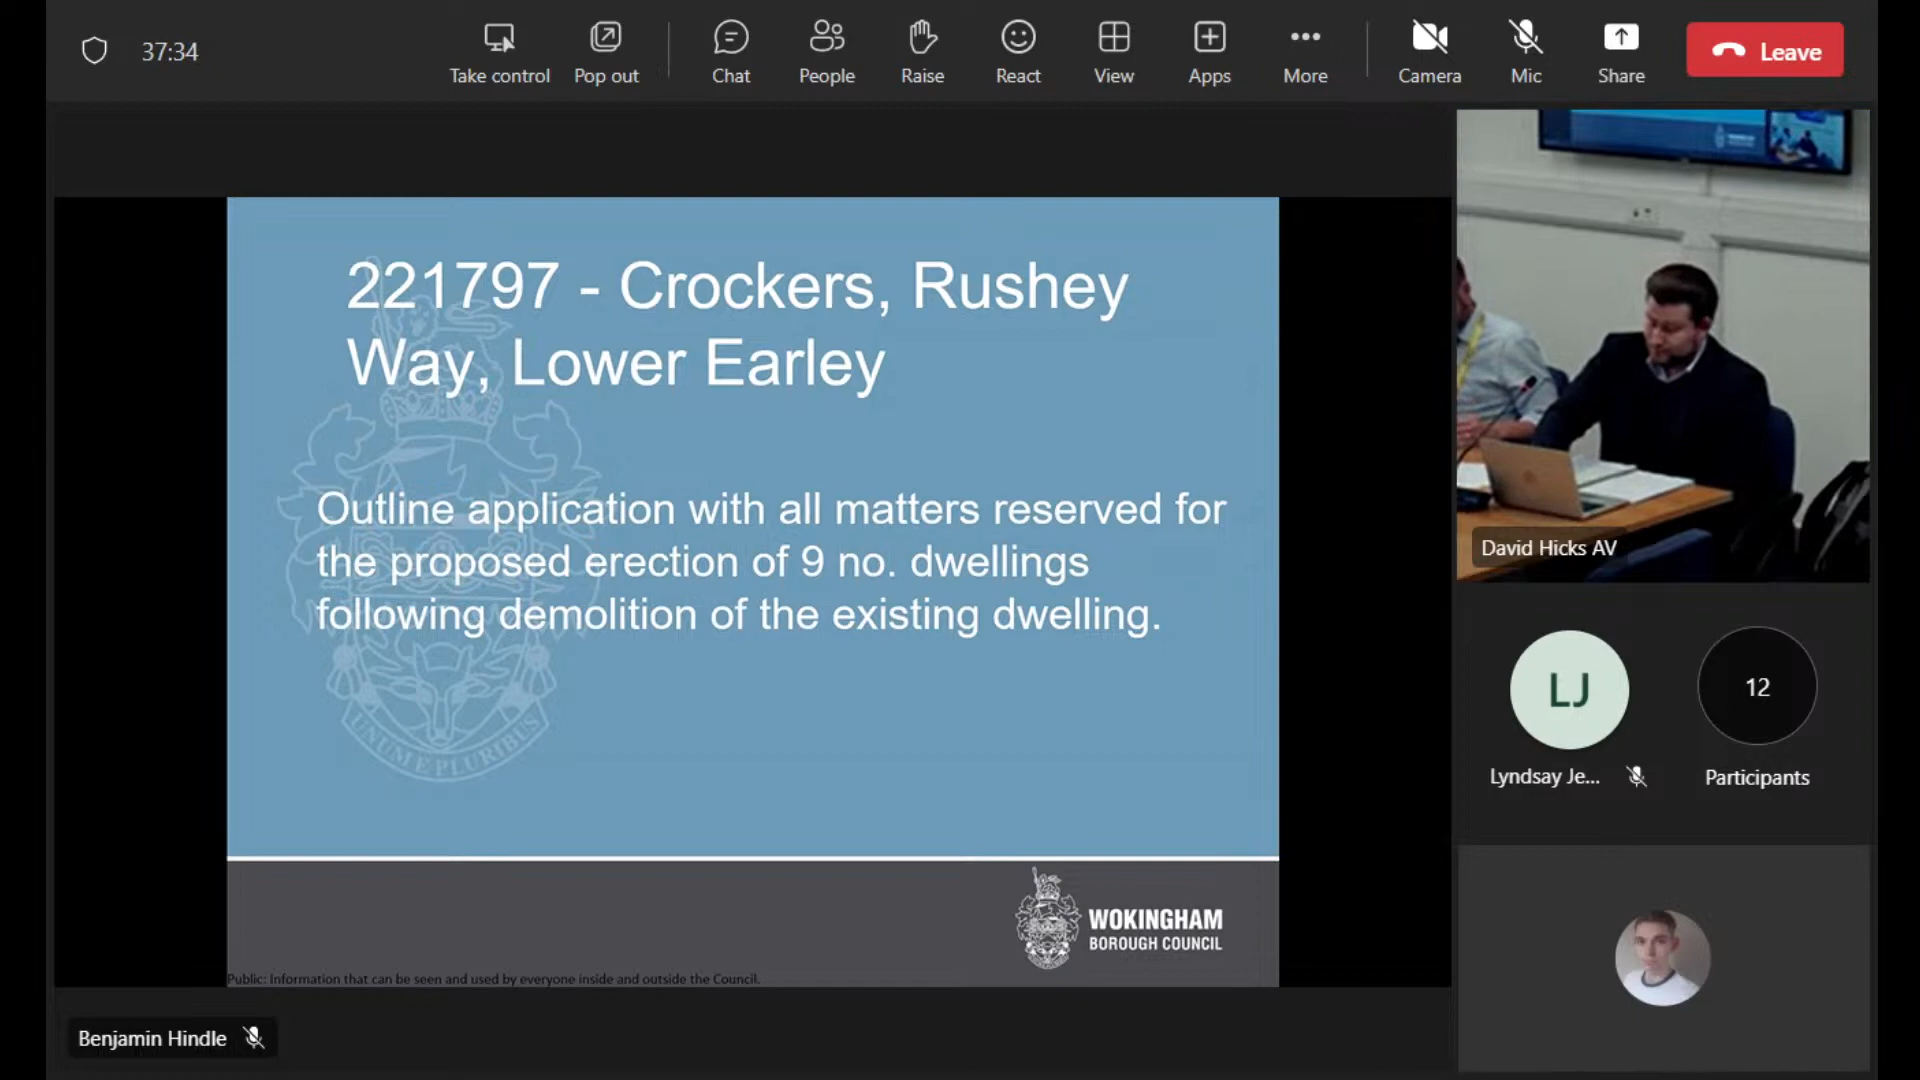 37:34
Take control
Pop out
Chat
People
Raise
React
View
Apps
More
Camera
Mic
Share
Leave
221797 - Crockers, Rushey
Way, Lower Earley
Outline application with all matters reserved for
the proposed erection of 9 no. dwellings
following demolition of the existing dwelling.
UNUM E PLURIBUS
WOKINGHAM
BOROUGH COUNCIL
Public: Information that can be seen and used by everyone inside and outside the Council.
Benjamin Hindle
David Hicks AV
LJ
Lyndsay Je...
12
Participants